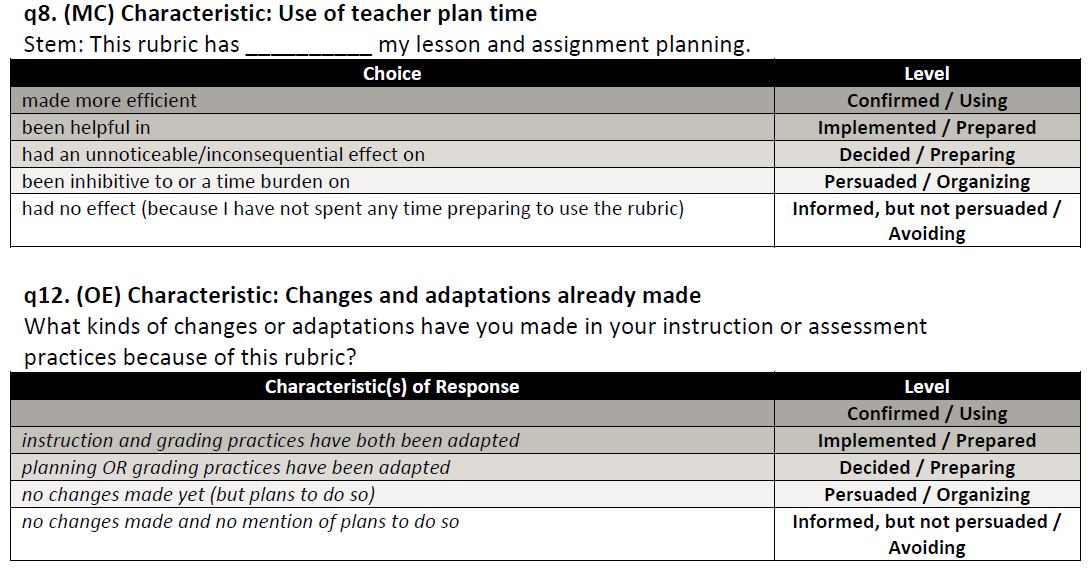 q8. (MC) Characteristic: Use of teacher plan time
Stem: This rubric has __________ my lesson and assignment planning.
Choice Level
made more efficient Confirmed / Using
been helpful in Implemented / Prepared
had an unnoticeable/inconsequential effect on Decided / Preparing
been inhibitive to or a time burden on Persuaded / Organizing
had no effect (because I have not spent any time preparing to use the rubric) Informed, but not persuaded /
Avoiding
q12. (OE) Characteristic: Changes and adaptations already made
What kinds of changes or adaptations have you made in your instruction or assessment
practices because of this rubric?
Characteristic(s) of Response Level
Confirmed / Using
instruction and grading practices have both been adapted Implemented / Prepared
planning OR grading practices have been adapted Decided / Preparing
no changes made yet (but plans to do so) Persuaded / Organizing
no changes made and no mention of plans to do so Informed, but not persuaded /
Avoiding